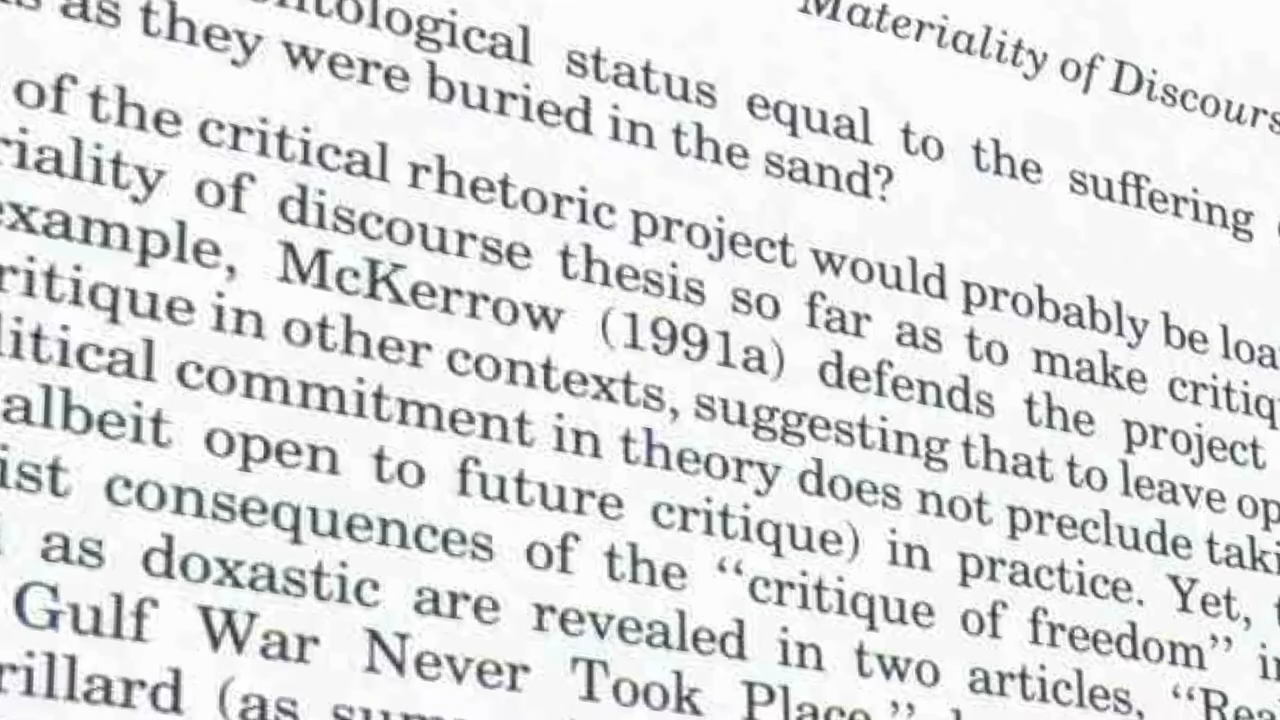 Materiality of Discours
ntological status equal to the suffering
as they were buried in the sand?
of the critical rhetoric project would probably be loa
riality of discourse thesis so far as to make critiq
example, McKerrow (1991a) defends the project
ritique in other contexts, suggesting that to leave op
litical commitment in theory does not preclude taki
albeit open to future critique) in practice. Yet,
ist consequences of the “critique of freedom” in
as doxastic are revealed in two articles, “Rea
Gulf War Never Took Place,”
rillard (as